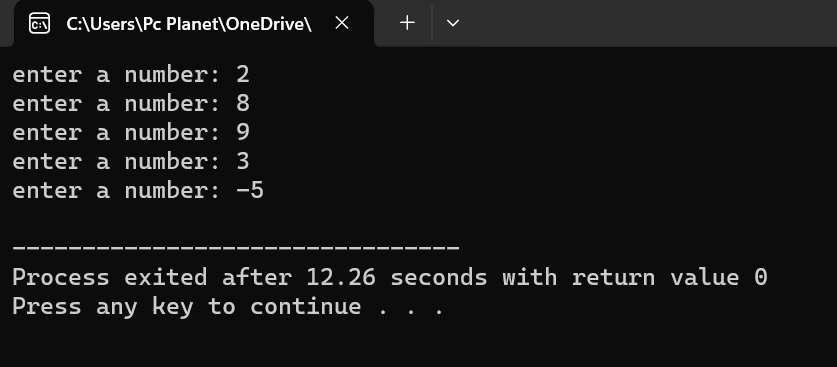 C:\Users\Pc Planet\OneDrive\
enter a number: 2
enter a number: 8
enter a number: 9
enter a number: 3
enter a number: -5
--------------------------------
Process exited after 12.26 seconds with return value 0
Press any key to continue . . .